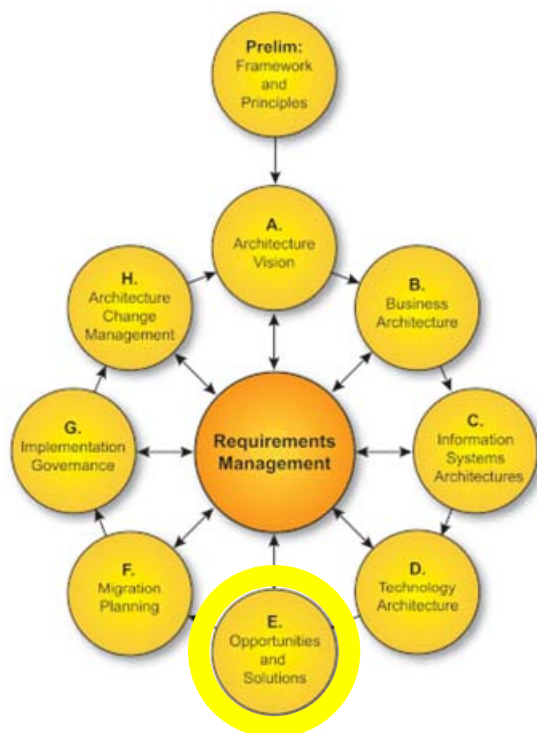 Prelim:
Framework
and
Principles
A.
Architecture
Vision
B.
Business
Architecture
C.
Information
Systems
Architectures
D.
Technology
Architecture
E.
Opportunities
and
Solutions
F.
Migration
Planning
G.
Implementation
Governance
H.
Architecture
Change
Management
Requirements
Management